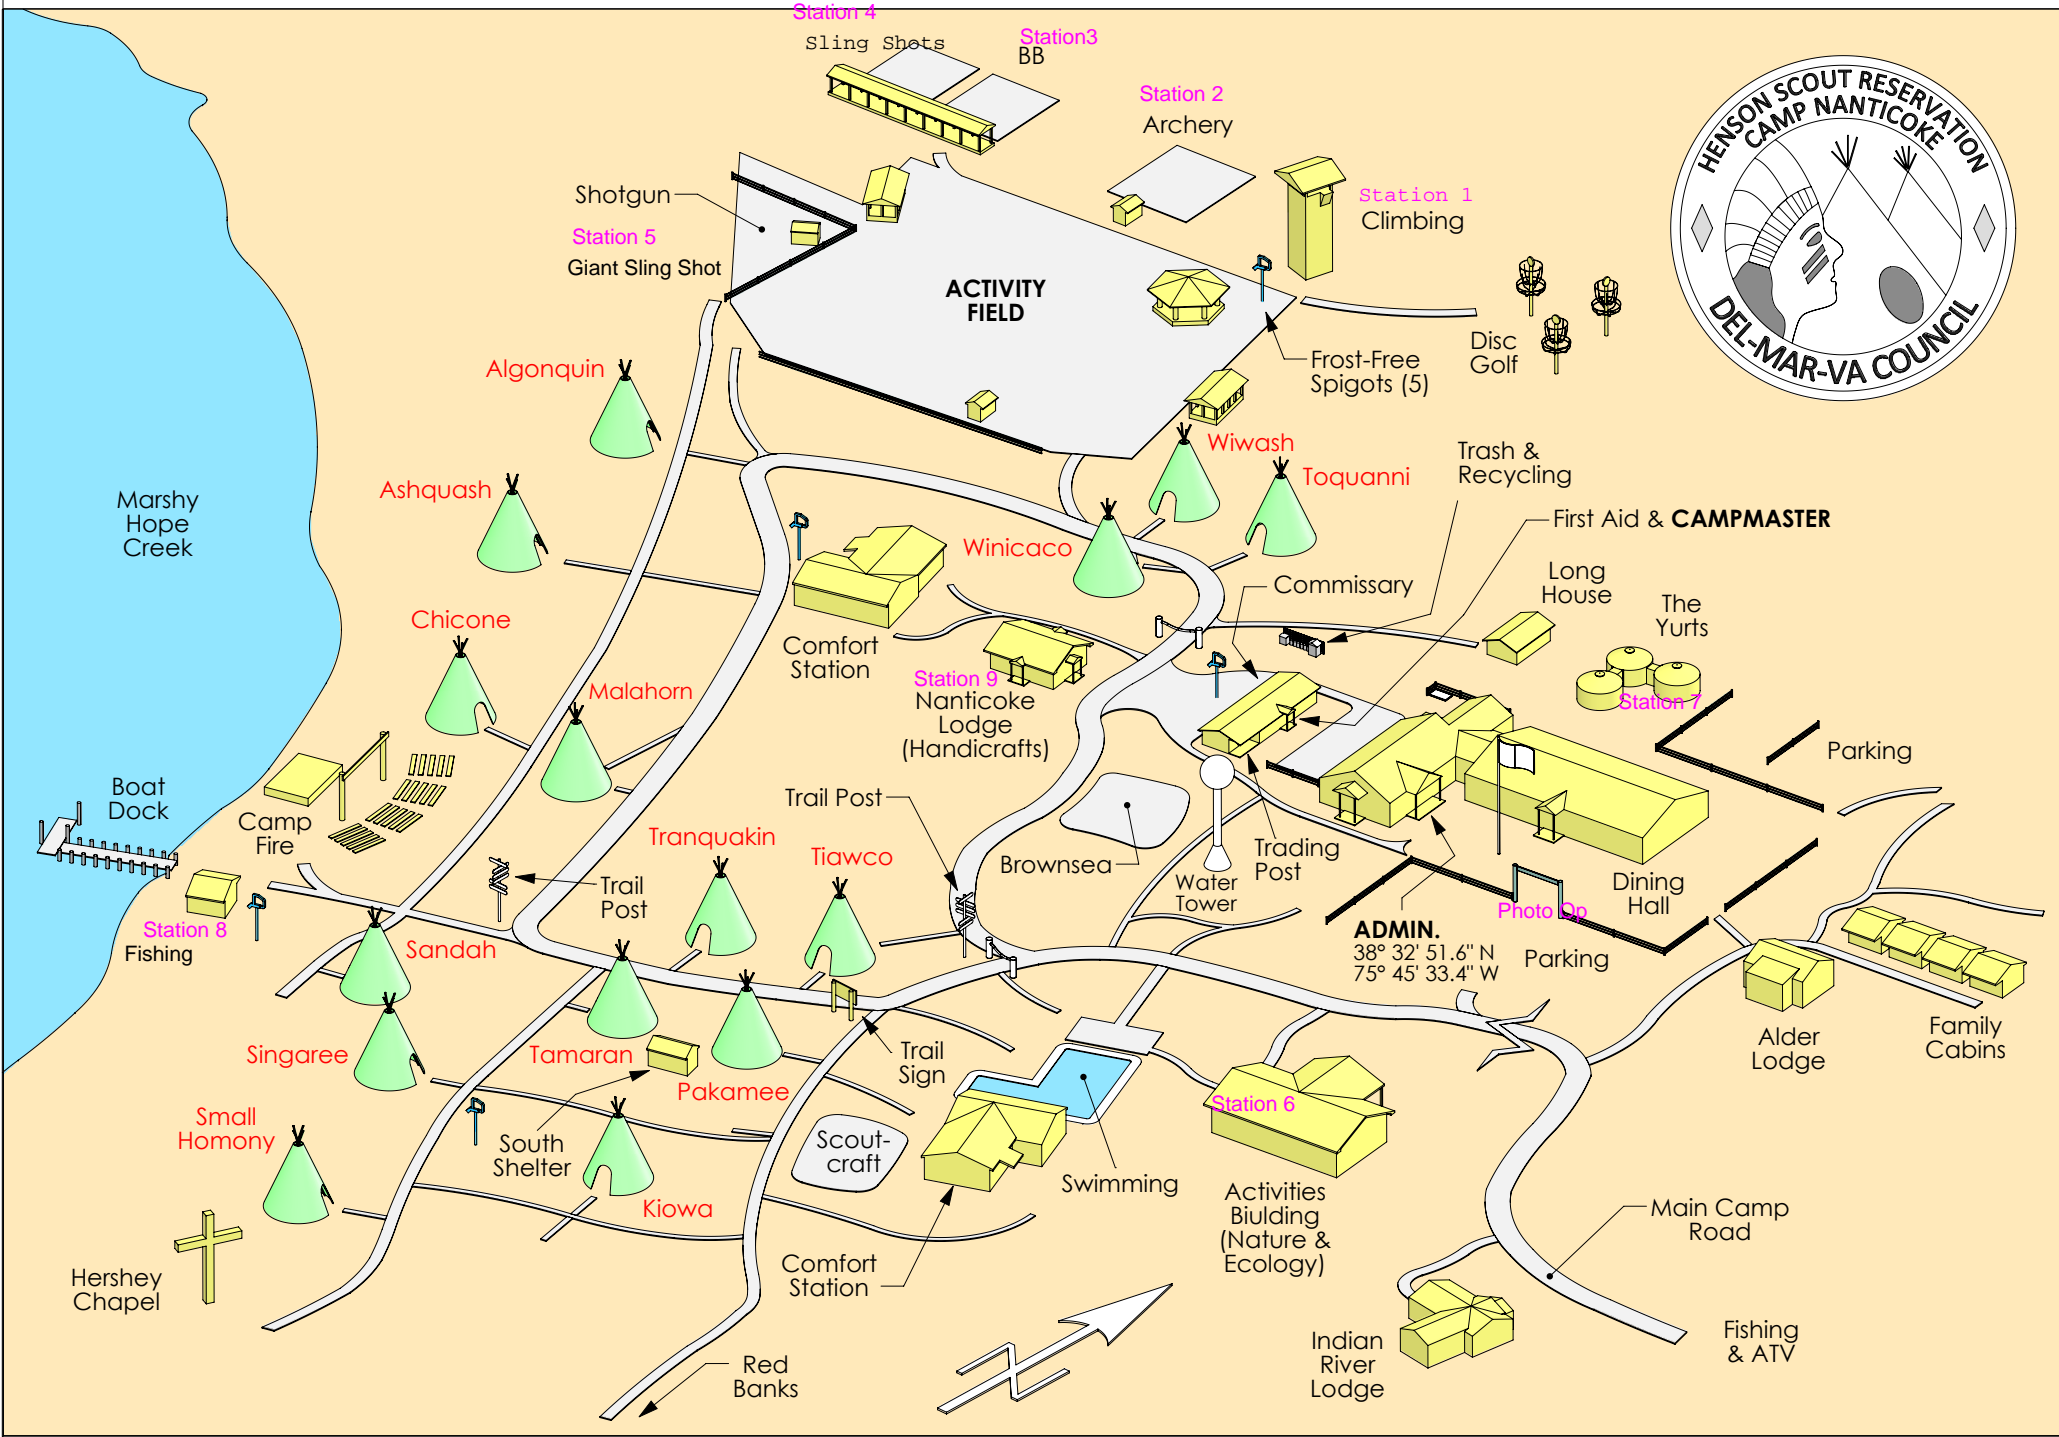 Station 4
Sling Shots
Station3
BB
Station 2
Archery
HENSON SCOUT RESERVATION
CAMP NANTICOKE
DEL-MAR-VA COUNCIL
Shotgun
Station 5
Giant Sling Shot
Station 1
Climbing
ACTIVITY
FIELD
Disc
Golf
Frost-Free
Spigots (5)
Algonquin
Wiwash
Toquanni
Trash &
Recycling
Ashquash
Marshy
Hope
Creek
First Aid & CAMPMASTER
Winicaco
Commissary
Long
House
The
Yurts
Chicone
Comfort
Station
Malahorn
Station 9
Nanticoke
Lodge
(Handicrafts)
Station 7
Parking
Boat
Dock
Camp
Fire
Trail Post
Tranquakin
Tiawco
Brownsea
Water
Tower
Trading
Post
Dining
Hall
Trail
Post
Station 8
Fishing
Sandah
Photo Op
ADMIN.
38° 32' 51.6" N
75° 45' 33.4" W
Parking
Singaree
Tamaran
Pakamee
Trail
Sign
Alder
Lodge
Family
Cabins
Small
Homony
South
Shelter
Scout-
craft
Station 6
Swimming
Kiowa
Activities
Biulding
(Nature &
Ecology)
Main Camp
Road
Hershey
Chapel
Comfort
Station
Red
Banks
Indian
River
Lodge
Fishing
& ATV
N